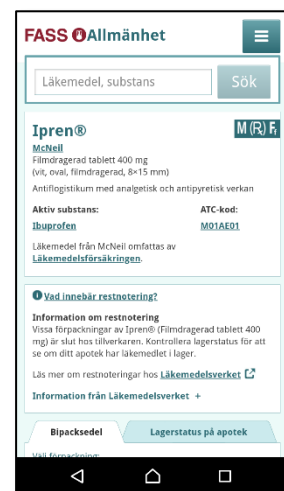 FASS Allmänhet
Läkemedel, substans
Sök
Ipren®
M (R) F
McNeil
Filmdragerad tablett 400 mg
(vit, oval, filmdragerad, 8×15 mm)
Antiflogistikum med analgetisk och antipyretisk verkan
Aktiv substans:
ATC-kod:
Ibuprofen
M01AE01
Läkemedel från McNeil omfattas av
Läkemedelsförsäkringen.
Vad innebär restnotering?
Information om restnotering
Vissa förpackningar av Ipren® (Filmdragerad tablett 400
mg) är slut hos tillverkaren. Kontrollera lagerstatus för att
se om ditt apotek har läkemedlet i lager.
Läs mer om restnoteringar hos Läkemedelsverket
Information från Läkemedelsverket +
Bipacksedel
Lagerstatus på apotek
Välj förpackning: